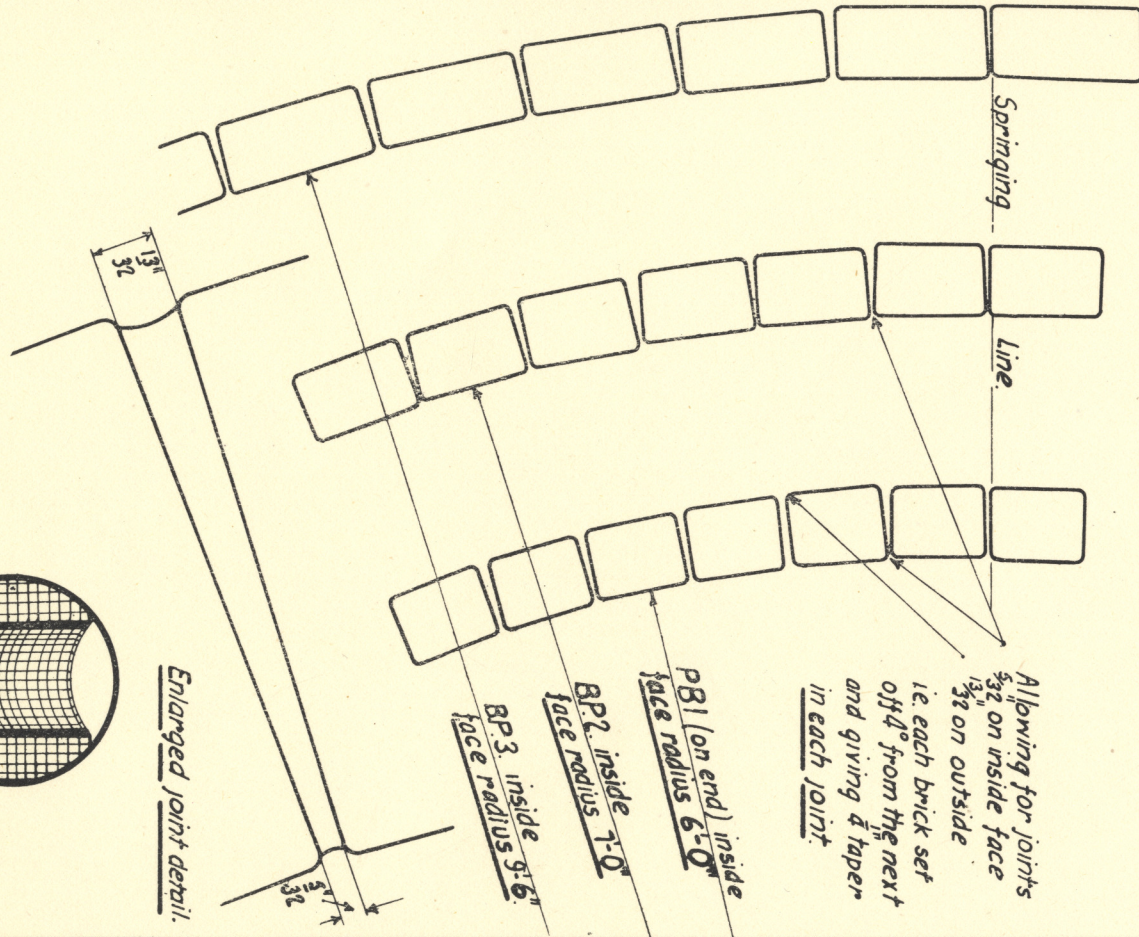 Springing Line.
Allowing for joints
5/32" on inside face
13/32" on outside
i.e. each brick set
off 4° from the next
and giving ¼" taper
in each joint.
PB1 (on end) inside
face radius 6'-0"
BP2. inside
face radius 7'-0"
BP.3. inside
face radius 9'-6"
13/32"
5/32"
Enlarged joint detail.